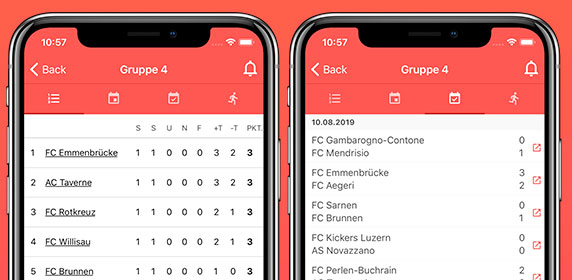 10:57
Back Gruppe 4
S S U N F +T -T PKT.
1 FC Emmenbrücke 1 1 0 0 0 3 2 3
2 AC Taverne 1 1 0 0 0 3 2 3
3 FC Rotkreuz 1 1 0 0 0 2 1 3
4 FC Willisau 1 1 0 0 0 2 1 3
FC Brunnen 1 1 0 0 0 1 0 3
10:57
Back Gruppe 4
10.08.2019
FC Gambarogno-Contone 0
FC Mendrisio 1
FC Emmenbrücke 3
FC Aegeri 2
FC Sarnen 0
FC Brunnen 1
FC Kickers Luzern 0
AS Novazzano 0
FC Perlen-Buchrain 2